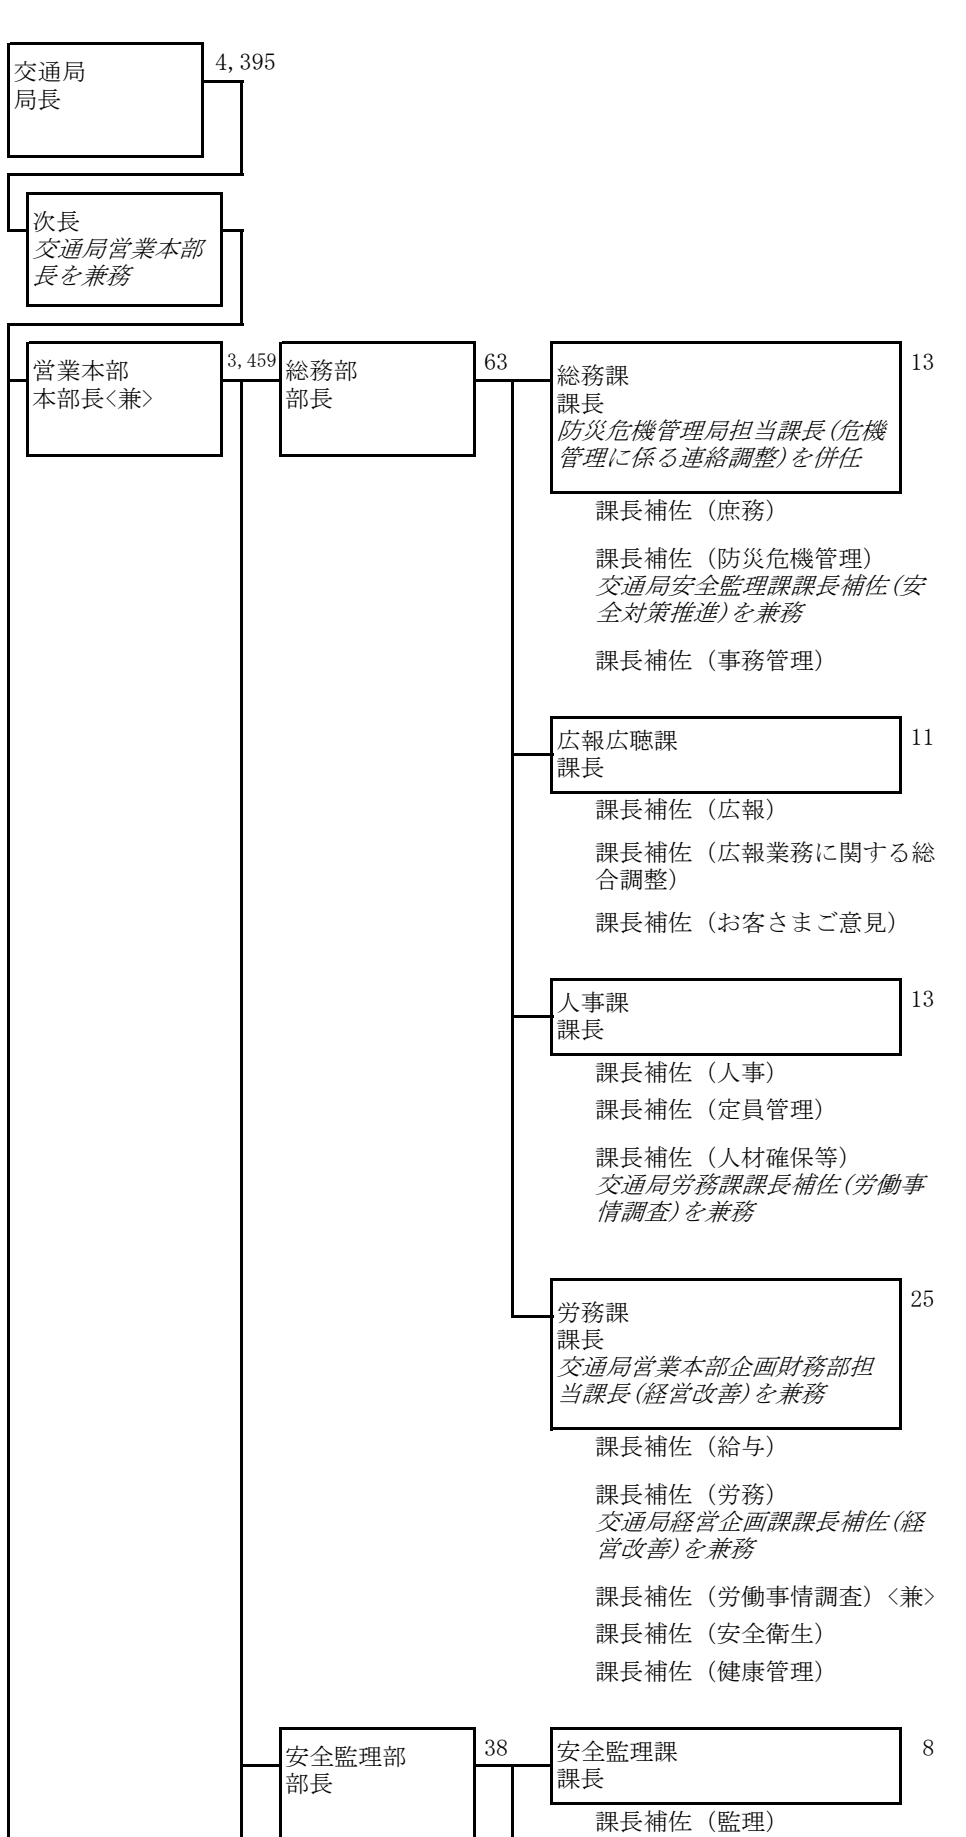 交通局
局長
4,395
次長
交通局営業本部
長を兼務
営業本部
本部長<兼>
3,459
総務部
部長
63
総務課
課長
防災危機管理局担当課長(危機
管理に係る連絡調整)を併任
13
課長補佐（庶務）
課長補佐（防災危機管理）
交通局安全監理課課長補佐(安
全対策推進)を兼務
課長補佐（事務管理）
広報広聴課
課長
11
課長補佐（広報）
課長補佐（広報業務に関する総
合調整）
課長補佐（お客さまご意見）
人事課
課長
13
課長補佐（人事）
課長補佐（定員管理）
課長補佐（人材確保等）
交通局労務課課長補佐(労働事
情調査)を兼務
労務課
課長
交通局営業本部企画財務部担
当課長(経営改善)を兼務
25
課長補佐（給与）
課長補佐（労務）
交通局経営企画課課長補佐(経
営改善)を兼務
課長補佐（労働事情調査）<兼>
課長補佐（安全衛生）
課長補佐（健康管理）
安全監理部
部長
38
安全監理課
課長
8
課長補佐（監理）